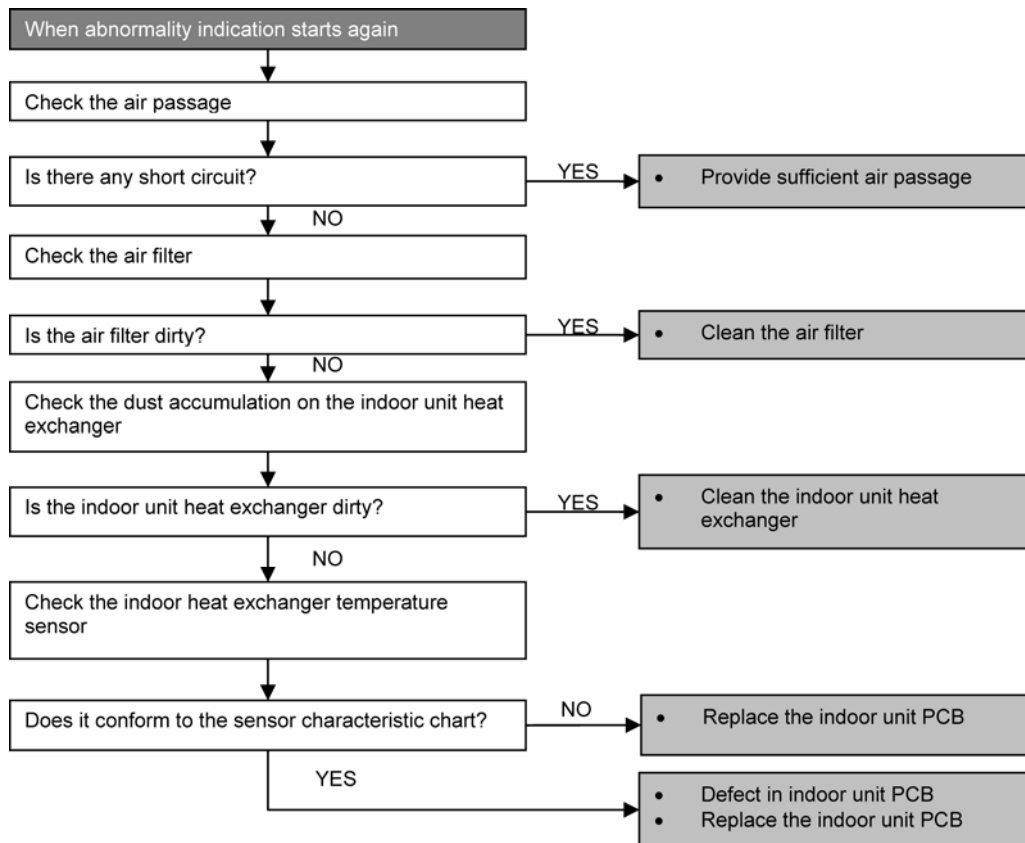 When abnormality indication starts again
Check the air passage
Is there any short circuit?
YES
• Provide sufficient air passage
NO
Check the air filter
Is the air filter dirty?
YES
• Clean the air filter
NO
Check the dust accumulation on the indoor unit heat
exchanger
Is the indoor unit heat exchanger dirty?
YES
• Clean the indoor unit heat
exchanger
NO
Check the indoor heat exchanger temperature
sensor
Does it conform to the sensor characteristic chart?
NO
• Replace the indoor unit PCB
YES
• Defect in indoor unit PCB
• Replace the indoor unit PCB